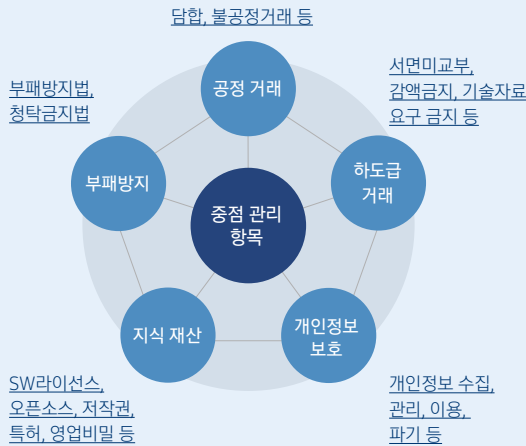 담합, 불공정거래 등
공정 거래
서면미교부,
감액금지, 기술자료
요구 금지 등
하도급
거래
부패방지법,
청탁금지법
부패방지
중점 관리
항목
지식 재산
SW라이선스,
오픈소스, 저작권,
특허, 영업비밀 등
개인정보
보호
개인정보 수집,
관리, 이용,
파기 등